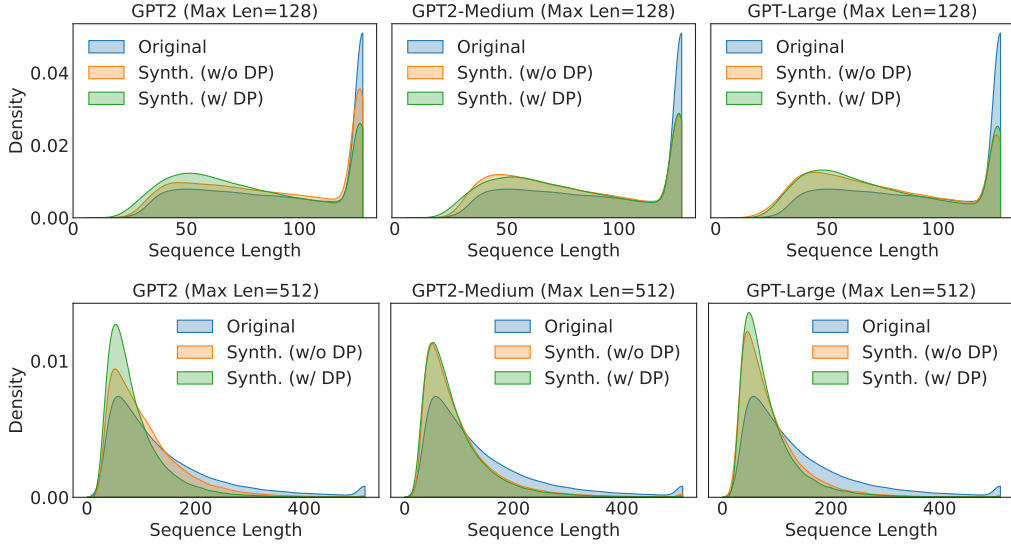 GPT2 (Max Len=128)
GPT2-Medium (Max Len=128)
GPT-Large (Max Len=128)
Original
Synth. (w/o DP)
Synth. (w/ DP)
Original
Synth. (w/o DP)
Synth. (w/ DP)
Original
Synth. (w/o DP)
Synth. (w/ DP)
Density
0.04
0.02
0.00
0 50 100
0 50 100
0 50 100
Sequence Length
Sequence Length
Sequence Length
GPT2 (Max Len=512)
GPT2-Medium (Max Len=512)
GPT-Large (Max Len=512)
Original
Synth. (w/o DP)
Synth. (w/ DP)
Original
Synth. (w/o DP)
Synth. (w/ DP)
Original
Synth. (w/o DP)
Synth. (w/ DP)
Density
0.01
0.00
0 200 400
0 200 400
0 200 400
Sequence Length
Sequence Length
Sequence Length